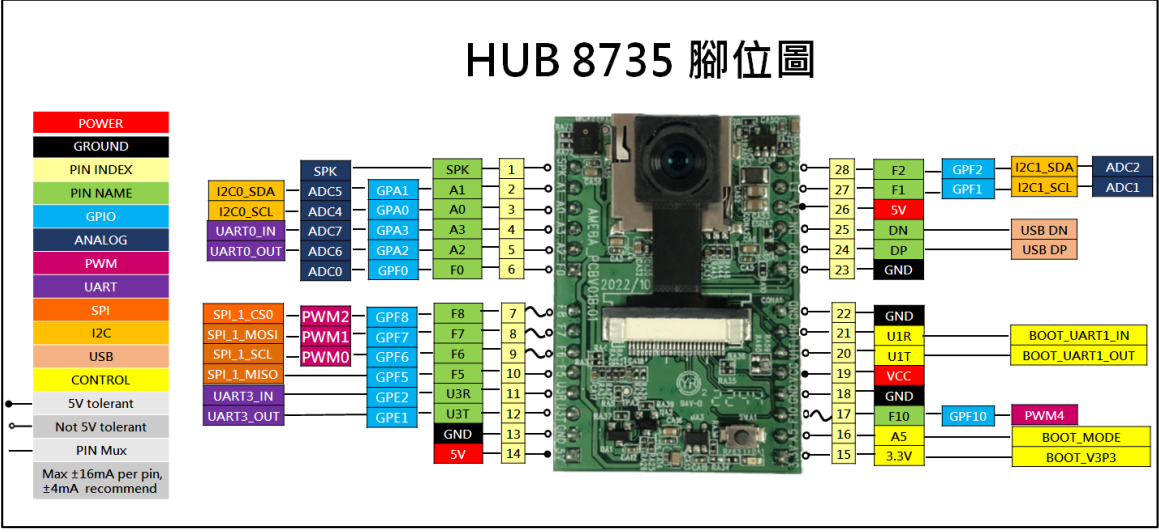 HUB 8735 腳位圖
POWER
GROUND
PIN INDEX
PIN NAME
GPIO
ANALOG
PWM
UART
SPI
I2C
USB
CONTROL
5V tolerant
Not 5V tolerant
PIN Mux
Max ±16mA per pin,
±4mA recommend
SPK SPK 1
I2C0_SDA ADC5 GPA1 A1 2
I2C0_SCL ADC4 GPA0 A0 3
UART0_IN ADC7 GPA3 A3 4
UART0_OUT ADC6 GPA2 A2 5
ADC0 GPF0 F0 6
SPI_1_CS0 PWM2 GPF8 F8 7
SPI_1_MOSI PWM1 GPF7 F7 8
SPI_1_SCL PWM0 GPF6 F6 9
SPI_1_MISO GPF5 F5 10
UART3_IN GPE2 U3R 11
UART3_OUT GPE1 U3T 12
GND 13
5V 14
AMEBA PCBV01B.01
2022/10
CONA1
94V-0
RA35
SWA1
28 F2 GPF2 I2C1_SDA ADC2
27 F1 GPF1 I2C1_SCL ADC1
26 5V
25 DN USB DN
24 DP USB DP
23 GND
22 GND
21 U1R BOOT_UART1_IN
20 U1T BOOT_UART1_OUT
19 VCC
18 GND
17 F10 GPF10 PWM4
16 A5 BOOT_MODE
15 3.3V BOOT_V3P3